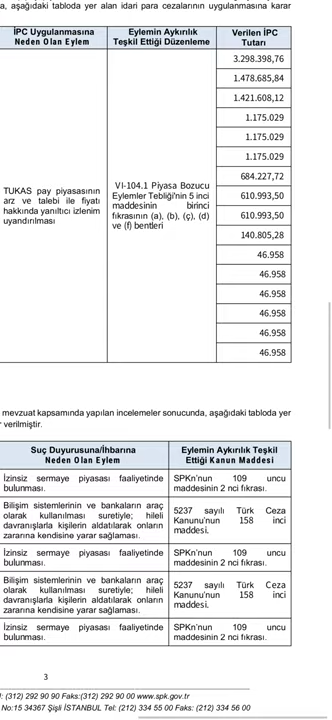 a, aşağıdaki tabloda yer alan idari para cezalarının uygulanmasına karar
İPC Uygulanmasına
Neden Olan Eylem
Eylemin Aykırılık
Teşkil Ettiği Düzenleme
Verilen İPC
Tutarı
TUKAS pay piyasasının
arz ve talebi ile fiyatı
hakkında yanıltıcı izlenim
uyandırılması
VI-104.1 Piyasa Bozucu
Eylemler Tebliği'nin 5 inci
maddesinin birinci
fıkrasının (a), (b), (ç), (d)
ve (f) bentleri
3.298.398,76
1.478.685,84
1.421.608,12
1.175.029
1.175.029
1.175.029
684.227,72
610.993,50
610.993,50
140.805,28
46.958
46.958
46.958
46.958
46.958
46.958
mevzuat kapsamında yapılan incelemeler sonucunda, aşağıdaki tabloda yer
r verilmiştir.
Suç Duyurusuna/İhbarına
Neden Olan Eylem
Eylemin Aykırılık Teşkil
Ettiği Kanun Maddesi
İzinsiz sermaye piyasası faaliyetinde
bulunması.
SPKn'nun 109 uncu
maddesinin 2 nci fıkrası.
Bilişim sistemlerinin ve bankaların araç
olarak kullanılması suretiyle; hileli
davranışlarla kişilerin aldatılarak onların
zararına kendisine yarar sağlaması.
5237 sayılı Türk Ceza
Kanunu'nun 158 inci
maddesi.
İzinsiz sermaye piyasası faaliyetinde
bulunması.
SPKn'nun 109 uncu
maddesinin 2 nci fıkrası.
Bilişim sistemlerinin ve bankaların araç
olarak kullanılması suretiyle; hileli
davranışlarla kişilerin aldatılarak onların
zararına kendisine yarar sağlaması.
5237 sayılı Türk Ceza
Kanunu'nun 158 inci
maddesi.
İzinsiz sermaye piyasası faaliyetinde
bulunması.
SPKn'nun 109 uncu
maddesinin 2 nci fıkrası.
3
l: (312) 292 90 90 Faks:(312) 292 90 00 www.spk.gov.tr
No:15 34367 Şişli İSTANBUL Tel: (212) 334 55 00 Faks: (212) 334 56 00